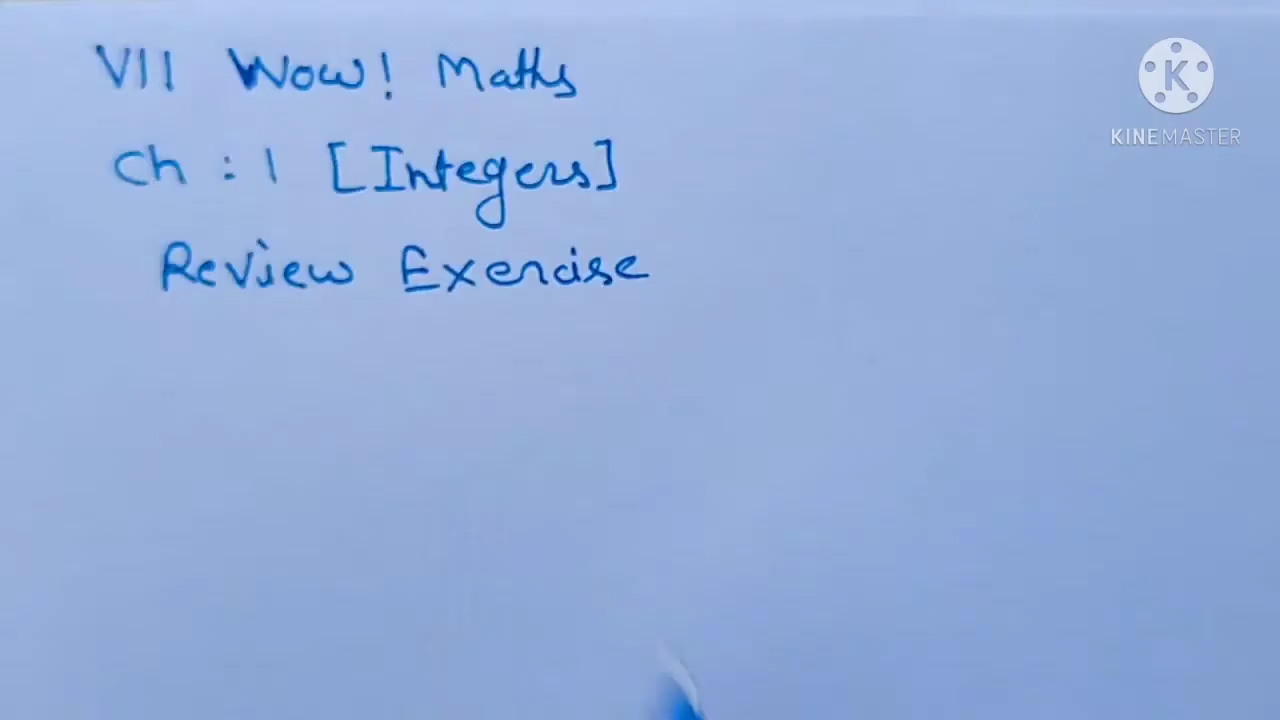 VII Wow! Maths
Ch : 1 [Integers]
Review Exercise
K
KINEMASTER